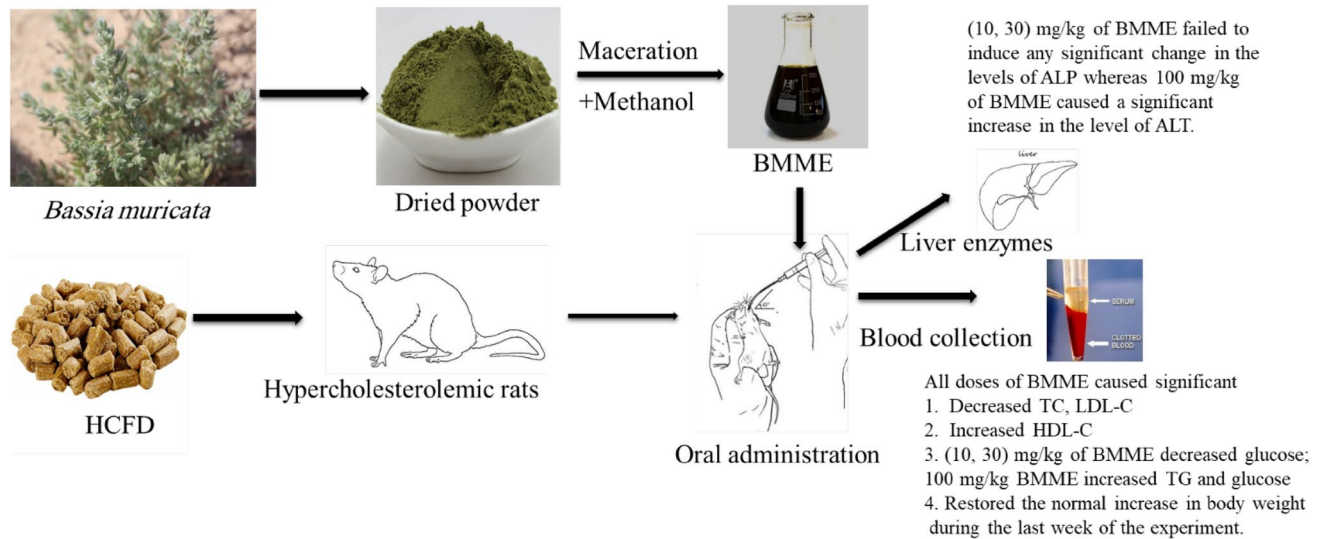 (10, 30) mg/kg of BMME failed to
induce any significant change in the
levels of ALP whereas 100 mg/kg
of BMME caused a significant
increase in the level of ALT.
Maceration
+Methanol
BMME
liver
Bassia muricata
Dried powder
Liver enzymes
SERUM
CLOTTED
BLOOD
Blood collection
HCFD
Hypercholesterolemic rats
Oral administration
All doses of BMME caused significant
1. Decreased TC, LDL-C
2. Increased HDL-C
3. (10, 30) mg/kg of BMME decreased glucose;
100 mg/kg BMME increased TG and glucose
4. Restored the normal increase in body weight
during the last week of the experiment.